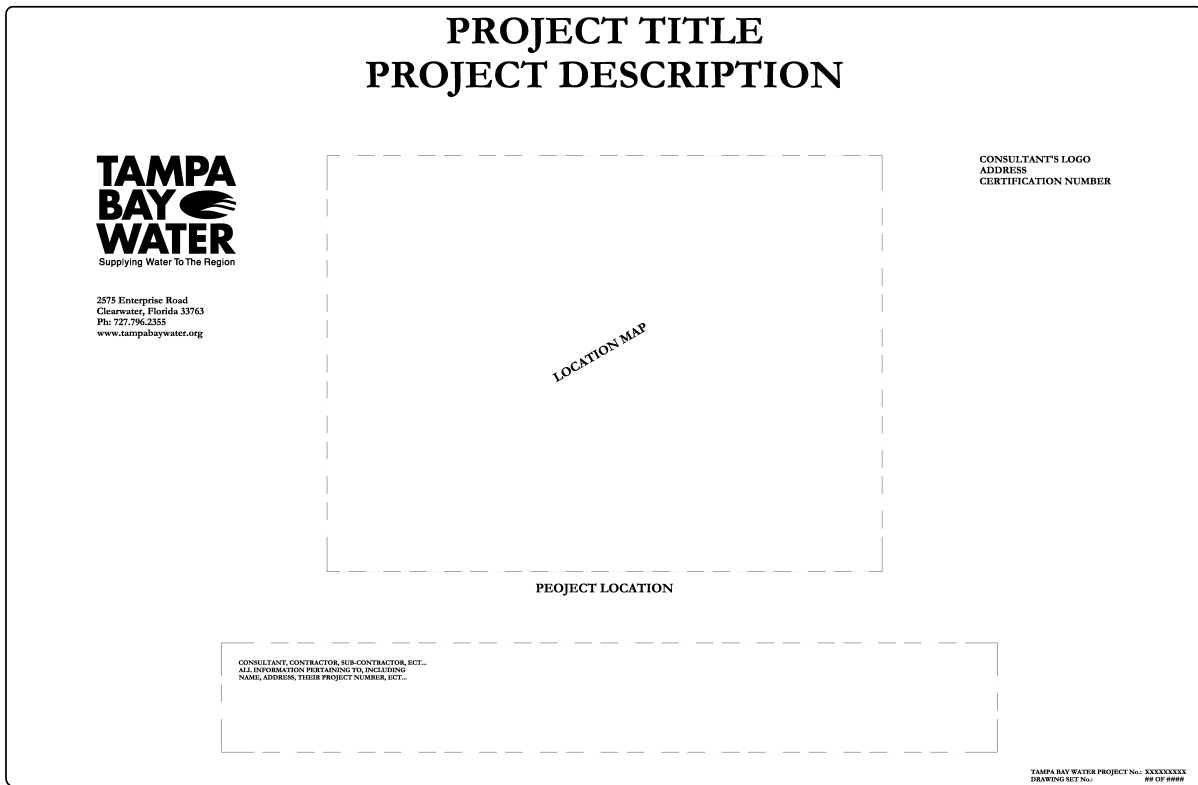 PROJECT TITLE
PROJECT DESCRIPTION
TAMPA
BAY
WATER
Supplying Water To The Region
2575 Enterprise Road
Clearwater, Florida 33763
Ph: 727.796.2355
www.tampabaywater.org
CONSULTANT'S LOGO
ADDRESS
CERTIFICATION NUMBER
LOCATION MAP
PEOJECT LOCATION
CONSULTANT, CONTRACTOR, SUB-CONTRACTOR, ECT...
ALL INFORMATION PERTAINING TO, INCLUDING
NAME, ADDRESS, THEIR PROJECT NUMBER, ECT...
TAMPA BAY WATER PROJECT No.: XXXXXXXXX
DRAWING SET No.: ## OF ####